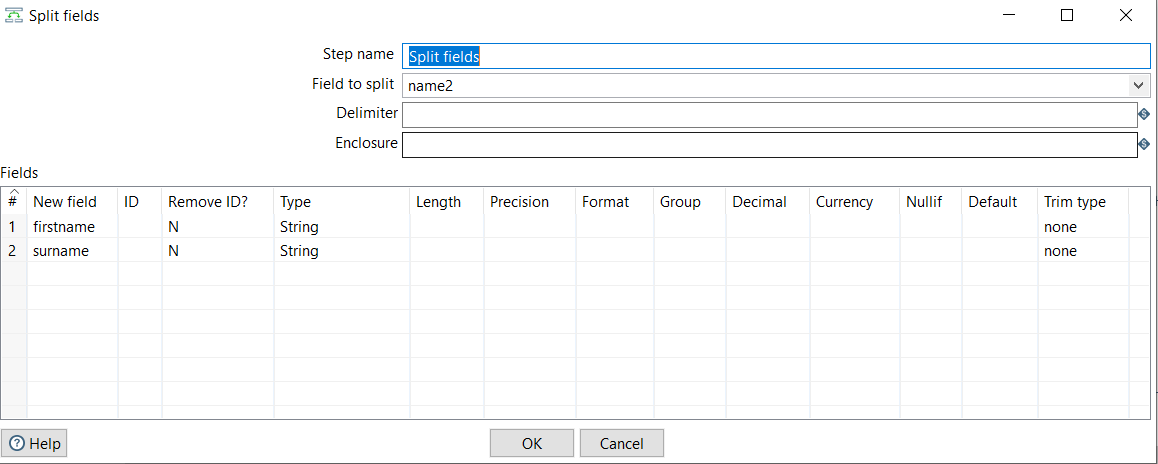 Split fields
Step name Split fields
Field to split name2
Delimiter
Enclosure
Fields
# New field ID Remove ID? Type Length Precision Format Group Decimal Currency Nullif Default Trim type
1 firstname N String none
2 surname N String none
Help OK Cancel